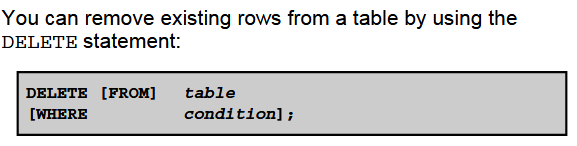 You can remove existing rows from a table by using the
DELETE statement:
DELETE [FROM] table
[WHERE condition];